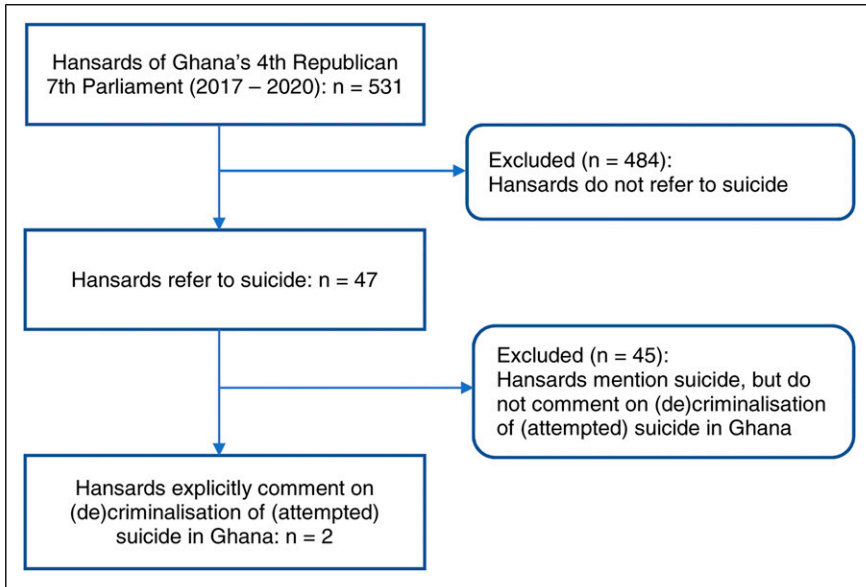 Hansards of Ghana's 4th Republican
7th Parliament (2017 – 2020): n = 531
Excluded (n = 484):
Hansards do not refer to suicide
Hansards refer to suicide: n = 47
Excluded (n = 45):
Hansards mention suicide, but do
not comment on (de)criminalisation
of (attempted) suicide in Ghana
Hansards explicitly comment on
(de)criminalisation of (attempted)
suicide in Ghana: n = 2